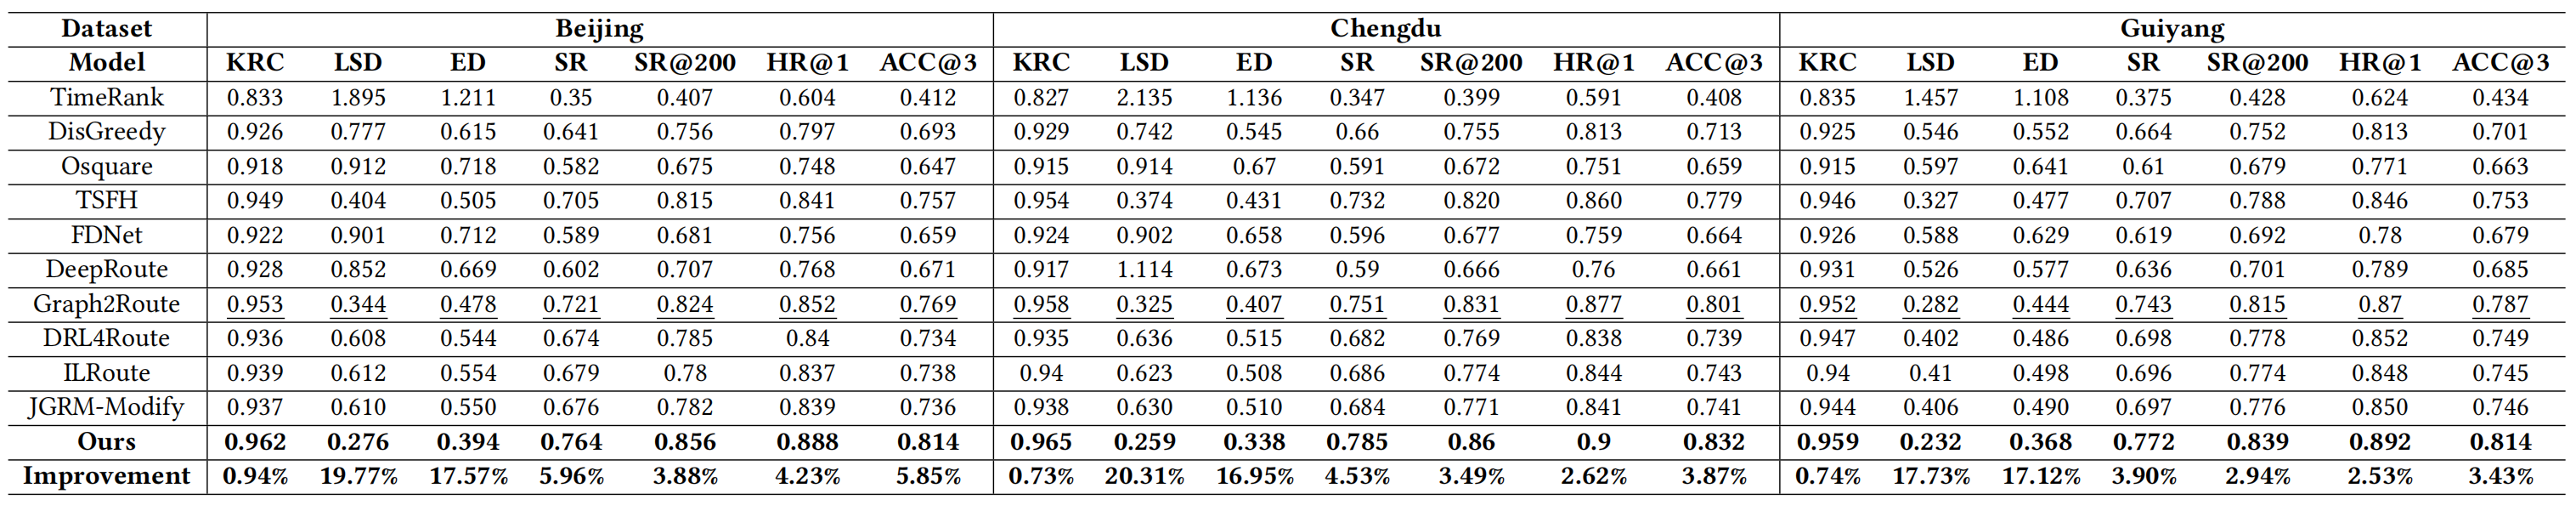 Dataset Beijing Chengdu Guiyang
Model KRC LSD ED SR SR@200 HR@1 ACC@3 KRC LSD ED SR SR@200 HR@1 ACC@3 KRC LSD ED SR SR@200 HR@1 ACC@3
TimeRank 0.833 1.895 1.211 0.35 0.407 0.604 0.412 0.827 2.135 1.136 0.347 0.399 0.591 0.408 0.835 1.457 1.108 0.375 0.428 0.624 0.434
DisGreedy 0.926 0.777 0.615 0.641 0.756 0.797 0.693 0.929 0.742 0.545 0.66 0.755 0.813 0.713 0.925 0.546 0.552 0.664 0.752 0.813 0.701
Osquare 0.918 0.912 0.718 0.582 0.675 0.748 0.647 0.915 0.914 0.67 0.591 0.672 0.751 0.659 0.915 0.597 0.641 0.61 0.679 0.771 0.663
TSFH 0.949 0.404 0.505 0.705 0.815 0.841 0.757 0.954 0.374 0.431 0.732 0.820 0.860 0.779 0.946 0.327 0.477 0.707 0.788 0.846 0.753
FDNet 0.922 0.901 0.712 0.589 0.681 0.756 0.659 0.924 0.902 0.658 0.596 0.677 0.759 0.664 0.926 0.588 0.629 0.619 0.692 0.78 0.679
DeepRoute 0.928 0.852 0.669 0.602 0.707 0.768 0.671 0.917 1.114 0.673 0.59 0.666 0.76 0.661 0.931 0.526 0.577 0.636 0.701 0.789 0.685
Graph2Route 0.953 0.344 0.478 0.721 0.824 0.852 0.769 0.958 0.325 0.407 0.751 0.831 0.877 0.801 0.952 0.282 0.444 0.743 0.815 0.87 0.787
DRL4Route 0.936 0.608 0.544 0.674 0.785 0.84 0.734 0.935 0.636 0.515 0.682 0.769 0.838 0.739 0.947 0.402 0.486 0.698 0.778 0.852 0.749
ILRoute 0.939 0.612 0.554 0.679 0.78 0.837 0.738 0.94 0.623 0.508 0.686 0.774 0.844 0.743 0.94 0.41 0.498 0.696 0.774 0.848 0.745
JGRM-Modify 0.937 0.610 0.550 0.676 0.782 0.839 0.736 0.938 0.630 0.510 0.684 0.771 0.841 0.741 0.944 0.406 0.490 0.697 0.776 0.850 0.746
Ours 0.962 0.276 0.394 0.764 0.856 0.888 0.814 0.965 0.259 0.338 0.785 0.86 0.9 0.832 0.959 0.232 0.368 0.772 0.839 0.892 0.814
Improvement 0.94% 19.77% 17.57% 5.96% 3.88% 4.23% 5.85% 0.73% 20.31% 16.95% 4.53% 3.49% 2.62% 3.87% 0.74% 17.73% 17.12% 3.90% 2.94% 2.53% 3.43%